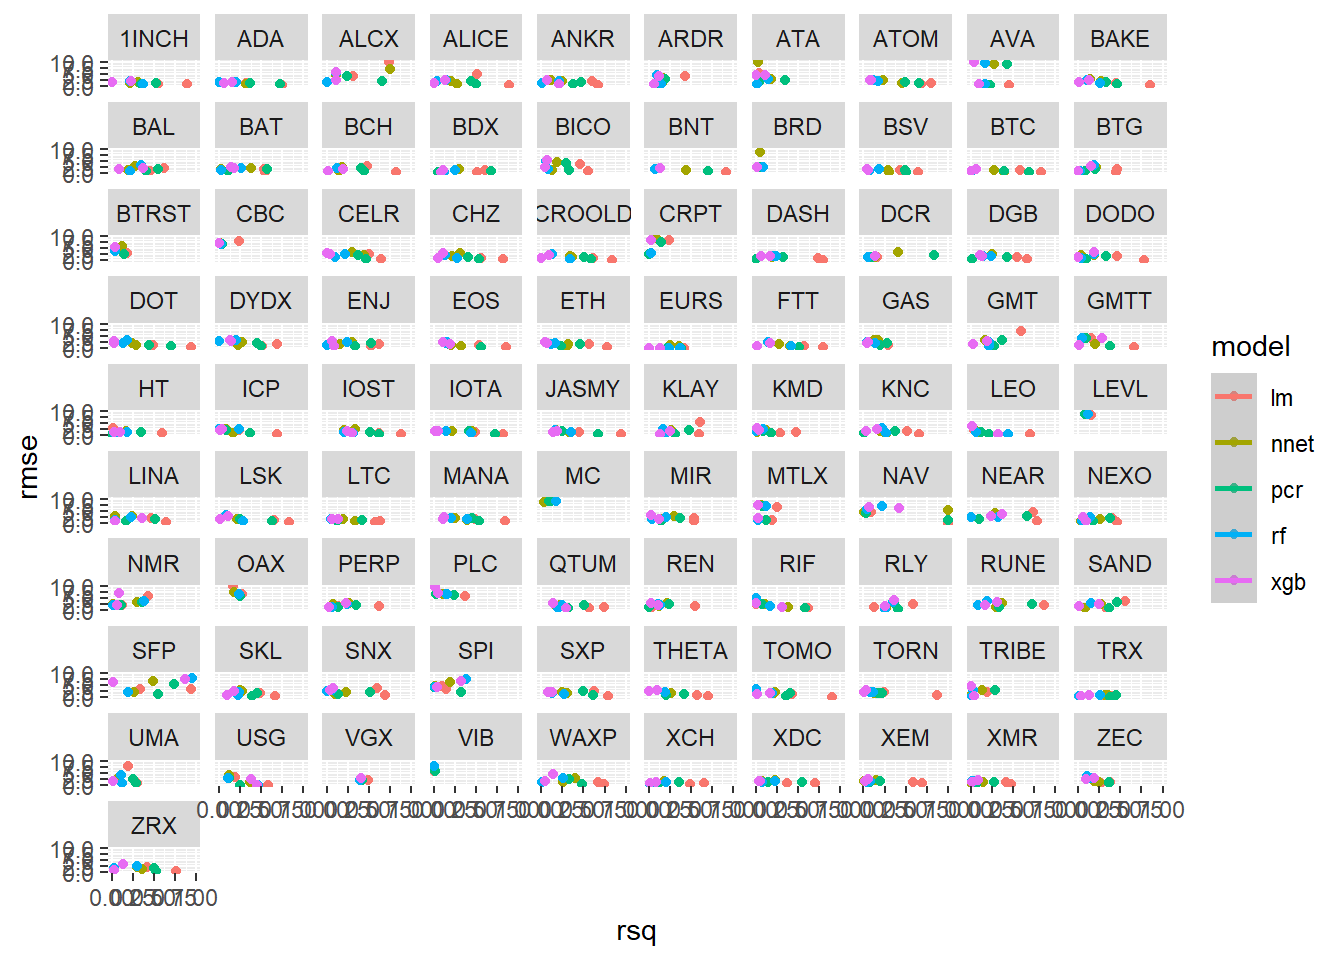 1INCH ADA ALCX ALICE ANKR ARDR ATA ATOM AVA BAKE
BAL BAT BCH BDX BICO BNT BRD BSV BTC BTG
BTRST CBC CELR CHZ CROOLD CRPT DASH DCR DGB DODO
DOT DYDX ENJ EOS ETH EURS FTT GAS GMT GMTT
HT ICP IOST IOTA JASMY KLAY KMD KNC LEO LEVL
LINA LSK LTC MANA MC MIR MTLX NAV NEAR NEXO
NMR OAX PERP PLC QTUM REN RIF RLY RUNE SAND
SFP SKL SNX SPI SXP THETA TOMO TORN TRIBE TRX
UMA USG VGX VIB WAXP XCH XDC XEM XMR ZEC
ZRX
rmse
rsq
model
lm
nnet
pcr
rf
xgb